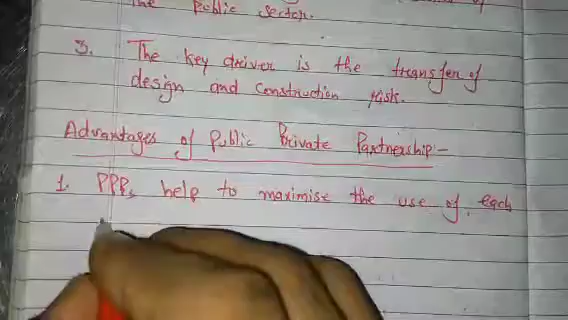 the public sector.
3. The key driver is the transfer of
design and construction risk.
Advantages of Public Private Partnership -
1. PPPs help to maximise the use of each